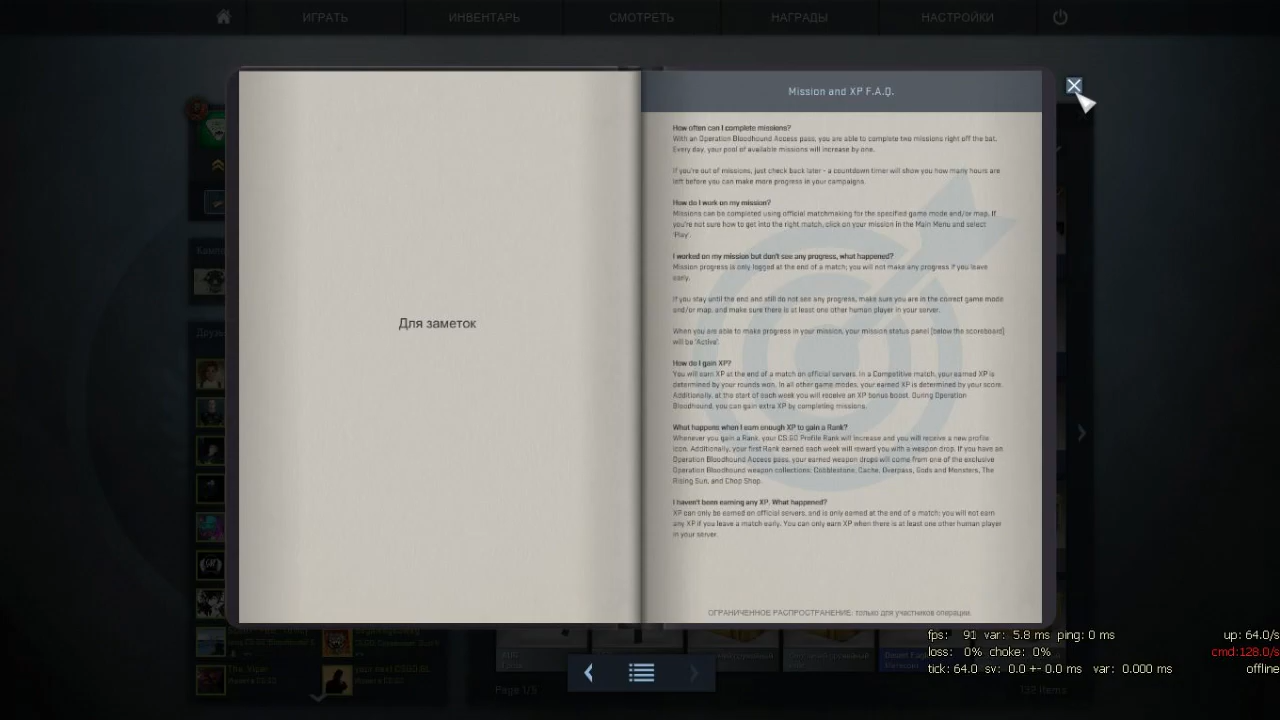 ИГРАТЬ
ИНВЕНТАРЬ
СМОТРЕТЬ
НАГРАДЫ
НАСТРОЙКИ
Для заметок
Mission and XP F.A.Q.
How often can I complete missions?
With an Operation Bloodhound Access pass, you are able to complete two missions right off the bat.
Every day, your pool of available missions will increase by one.
If you're out of missions, just check back later - a countdown timer will show you how many hours are
left before you can make more progress in your campaigns.
How do I work on my mission?
Missions can be completed using official matchmaking for the specified game mode and/or map. If
you're not sure how to get into the right match, click on your mission in the Main Menu and select
'Play'.
I worked on my mission but don't see any progress, what happened?
Mission progress is only logged at the end of a match; you will not make any progress if you leave
early.
If you stay until the end and still do not see any progress, make sure you are in the correct game mode
and/or map, and make sure there is at least one other human player in your server.
When you are able to make progress in your mission, your mission status panel (below the scoreboard)
will be 'Active'.
How do I gain XP?
You will earn XP at the end of a match on official servers. In a Competitive match, your earned XP is
determined by your rounds won. In all other game modes, your earned XP is determined by your score.
Additionally, at the start of each week you will receive an XP bonus boost. During Operation
Bloodhound, you can gain extra XP by completing missions.
What happens when I earn enough XP to gain a Rank?
Whenever you gain a Rank, your CS:GO Profile Rank will increase and you will receive a new profile
icon. Additionally, your first Rank earned each week will reward you with a weapon drop. If you have an
Operation Bloodhound Access pass, your earned weapon drops will come from one of the exclusive
Operation Bloodhound weapon collections: Cobblestone, Cache, Overpass, Gods and Monsters, The
Rising Sun, and Chop Shop.
I haven't been earning any XP. What happened?
XP can only be earned on official servers, and is only earned at the end of a match; you will not earn
any XP if you leave a match early. You can only earn XP when there is at least one other human player
in your server.
ОГРАНИЧЕННОЕ РАСПРОСТРАНЕНИЕ: только для участников операции.
Page 1/9
fps: 91 var: 5.8 ms ping: 0 ms
loss: 0% choke: 0%
tick: 64.0 sv: 0.0 +- 0.0 ms var: 0.000 ms
up: 64.0/s
cmd:128.0/s
offline